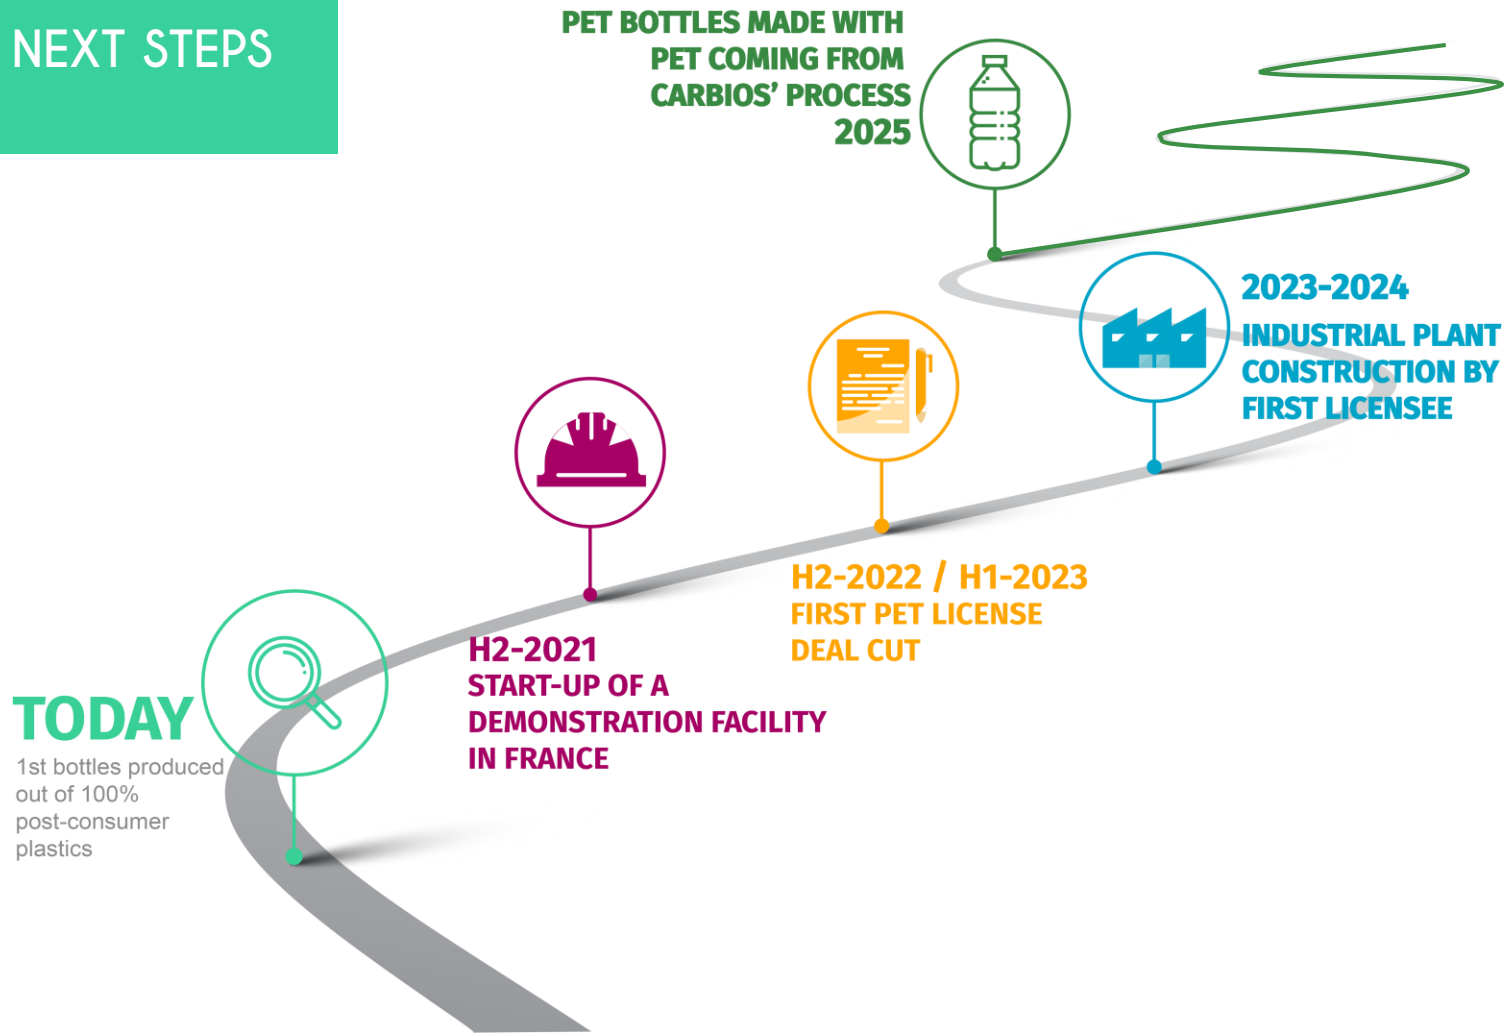 NEXT STEPS
PET BOTTLES MADE WITH
PET COMING FROM
CARBIOS’ PROCESS
2025
2023-2024
INDUSTRIAL PLANT
CONSTRUCTION BY
FIRST LICENSEE
H2-2022 / H1-2023
FIRST PET LICENSE
DEAL CUT
H2-2021
START-UP OF A
DEMONSTRATION FACILITY
IN FRANCE
TODAY
1st bottles produced
out of 100%
post-consumer
plastics